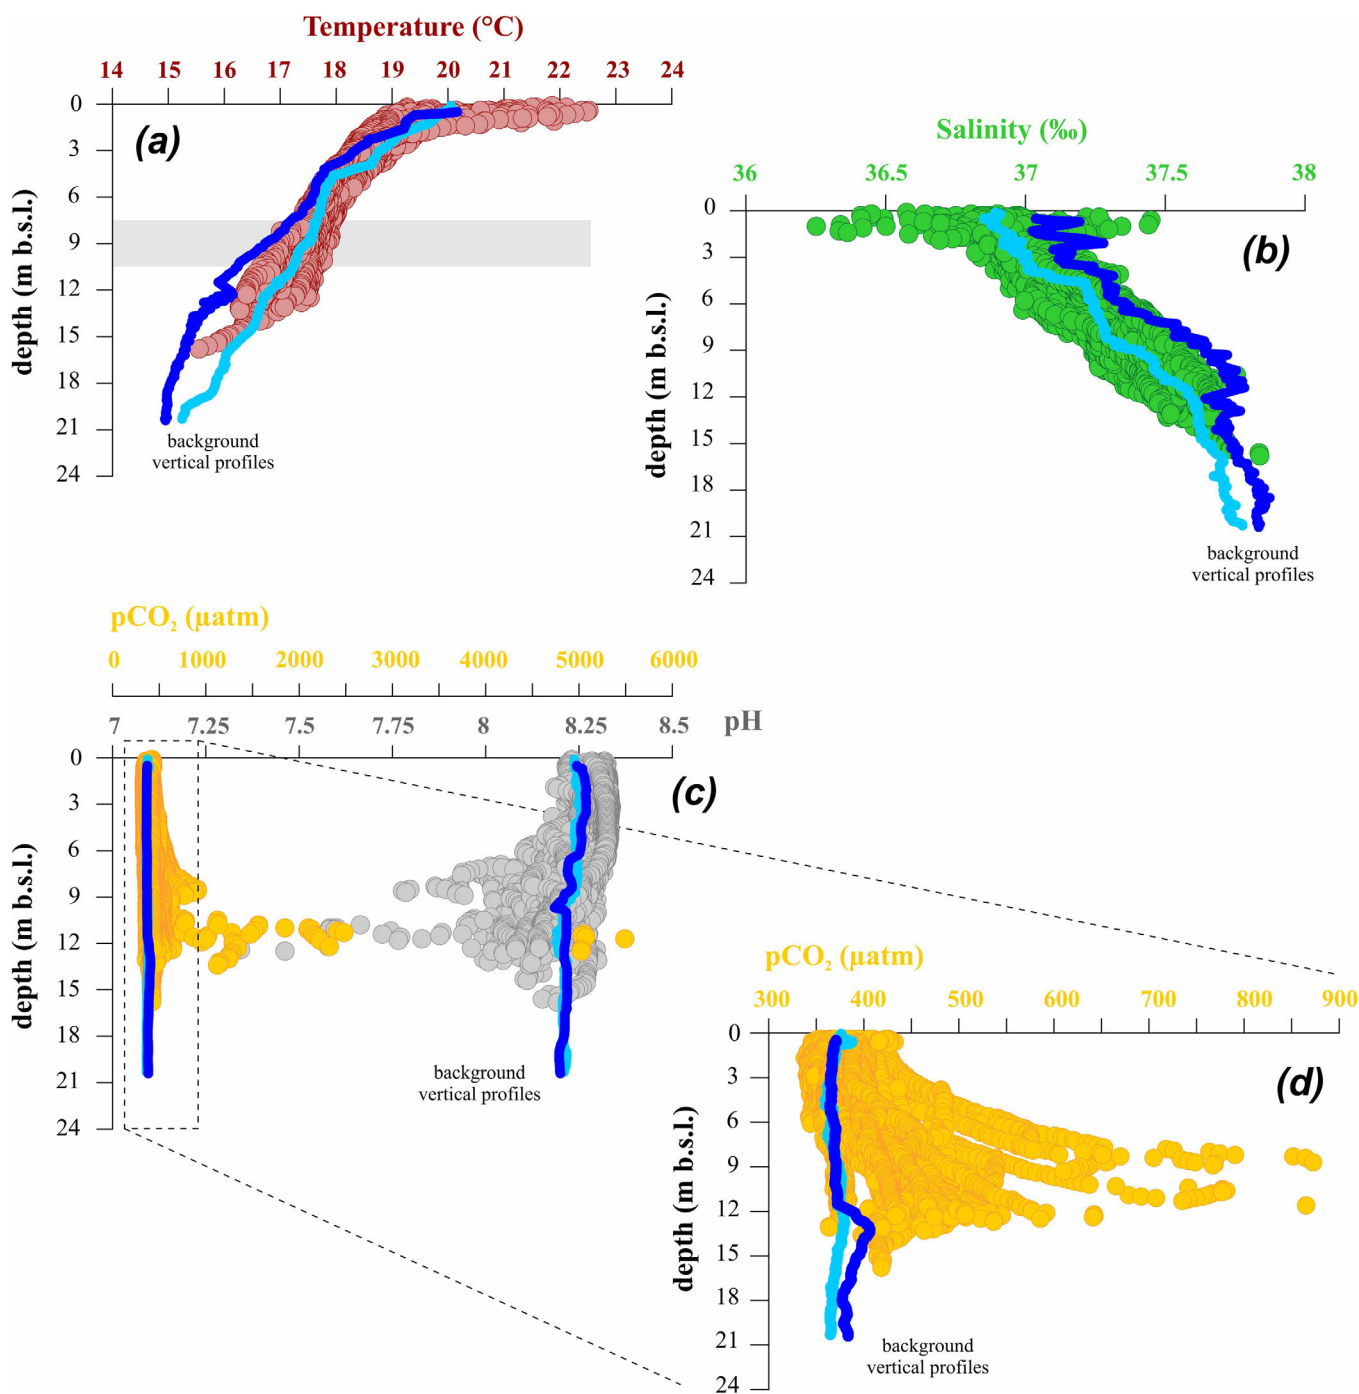 Temperature (°C)
14 15 16 17 18 19 20 21 22 23 24
0
3
6
9
12
15
18
21
24
depth (m b.s.l.)
(a)
background
vertical profiles
Salinity (‰)
36 36.5 37 37.5 38
0
3
6
9
12
15
18
21
24
depth (m b.s.l.)
(b)
background
vertical profiles
pCO₂ (µatm)
0 1000 2000 3000 4000 5000 6000
7 7.25 7.5 7.75 8 8.25 8.5 pH
0
3
6
9
12
15
18
21
24
depth (m b.s.l.)
(c)
background
vertical profiles
pCO₂ (µatm)
300 400 500 600 700 800 900
0
3
6
9
12
15
18
21
24
depth (m b.s.l.)
(d)
background
vertical profiles